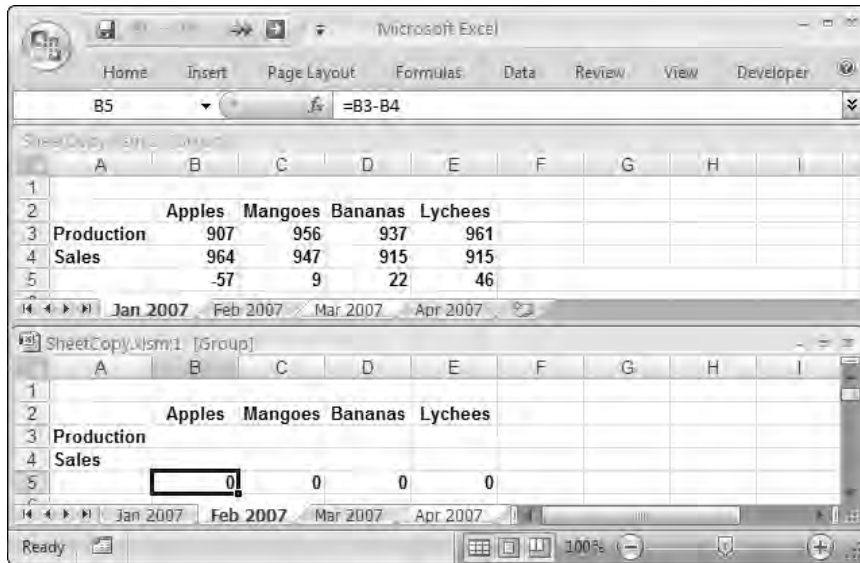 Microsoft Excel
Home Insert Page Layout Formulas Data Review View Developer
B5 fx =B3-B4
A B C D E F G H I
1
2 Apples Mangoes Bananas Lychees
3 Production 907 956 937 961
4 Sales 964 947 915 915
5 -57 9 22 46
Jan 2007 Feb 2007 Mar 2007 Apr 2007
SheetCopy.xlsm:1 [Group]
A B C D E F G H I
1
2 Apples Mangoes Bananas Lychees
3 Production
4 Sales
5 0 0 0 0
Jan 2007 Feb 2007 Mar 2007 Apr 2007
Ready 100%